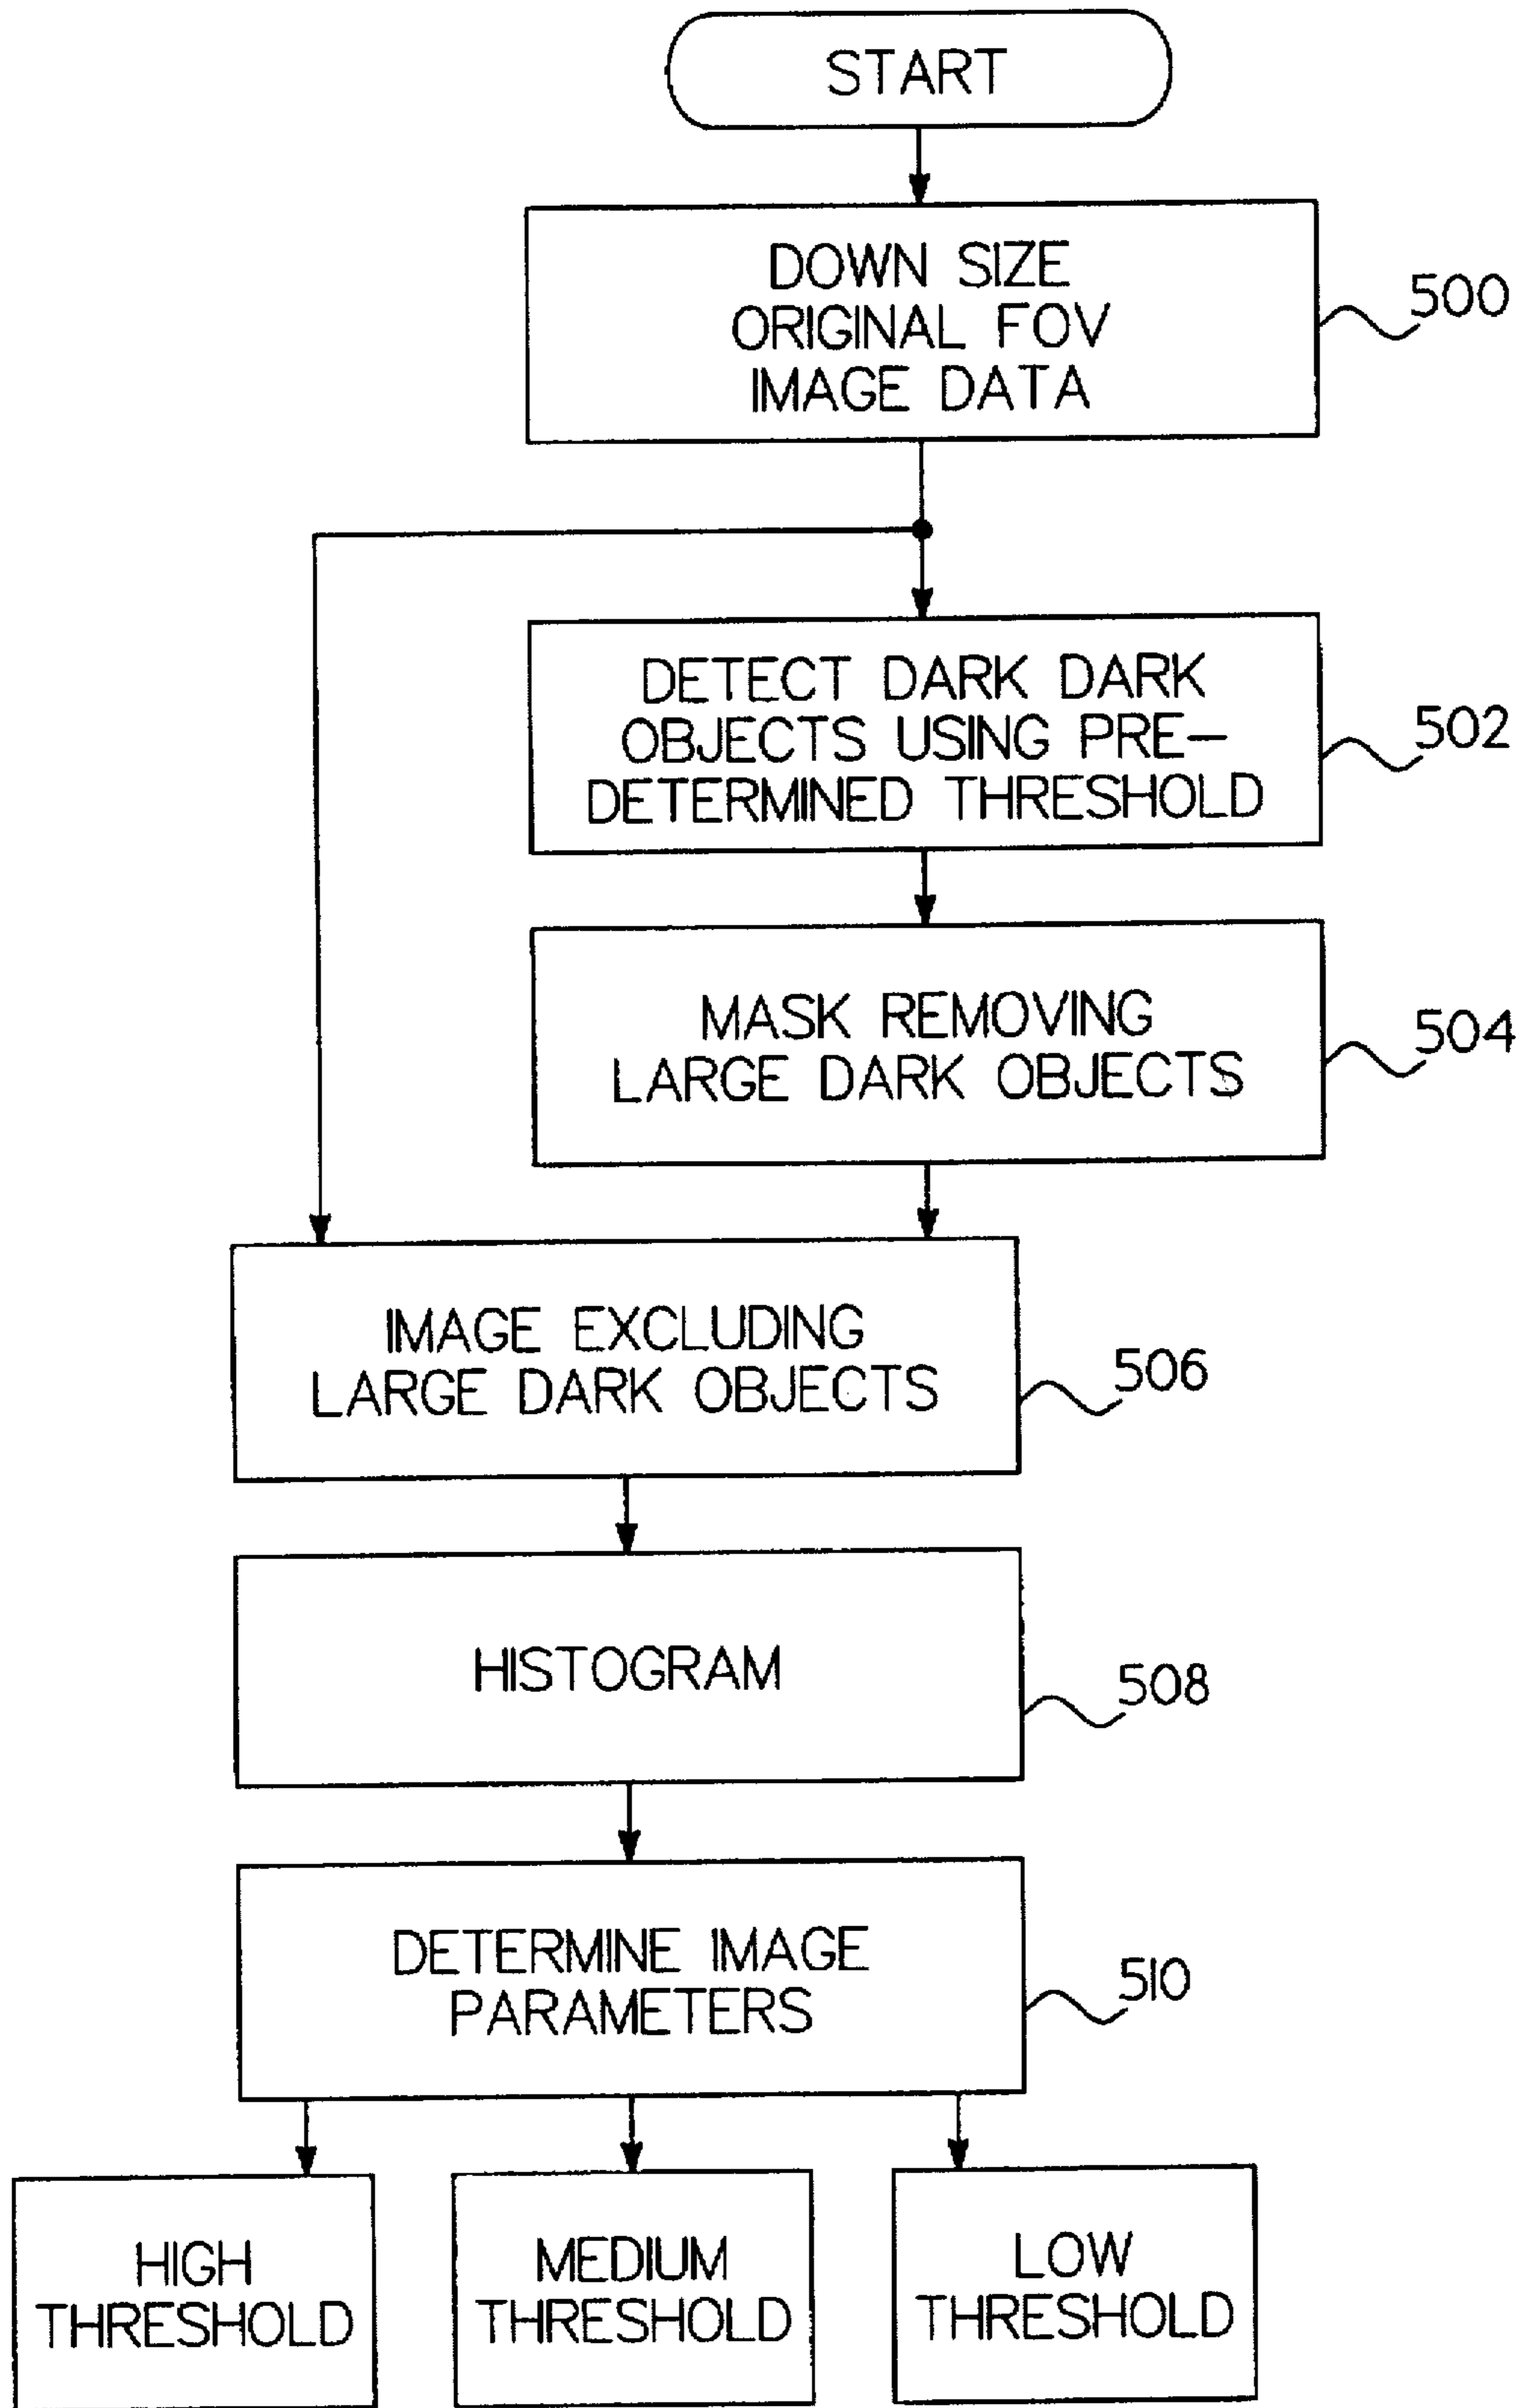 START
DOWN SIZE
ORIGINAL FOV
IMAGE DATA
500
DETECT DARK DARK
OBJECTS USING PRE-
DETERMINED THRESHOLD
502
MASK REMOVING
LARGE DARK OBJECTS
504
IMAGE EXCLUDING
LARGE DARK OBJECTS
506
HISTOGRAM
508
DETERMINE IMAGE
PARAMETERS
510
HIGH
THRESHOLD
MEDIUM
THRESHOLD
LOW
THRESHOLD